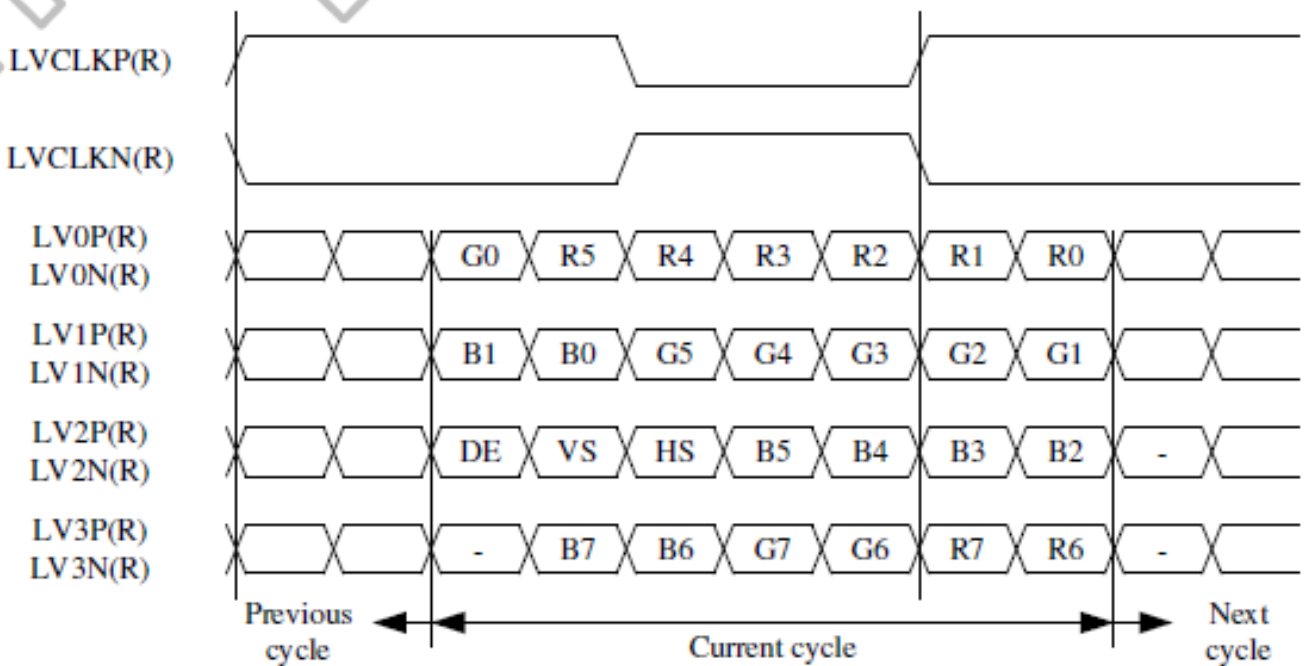 LVCLKP(R)
LVCLKN(R)
LV0P(R)
LV0N(R)
G0 R5 R4 R3 R2 R1 R0
LV1P(R)
LV1N(R)
B1 B0 G5 G4 G3 G2 G1
LV2P(R)
LV2N(R)
DE VS HS B5 B4 B3 B2 -
LV3P(R)
LV3N(R)
- B7 B6 G7 G6 R7 R6 -
Previous
cycle
Current cycle
Next
cycle